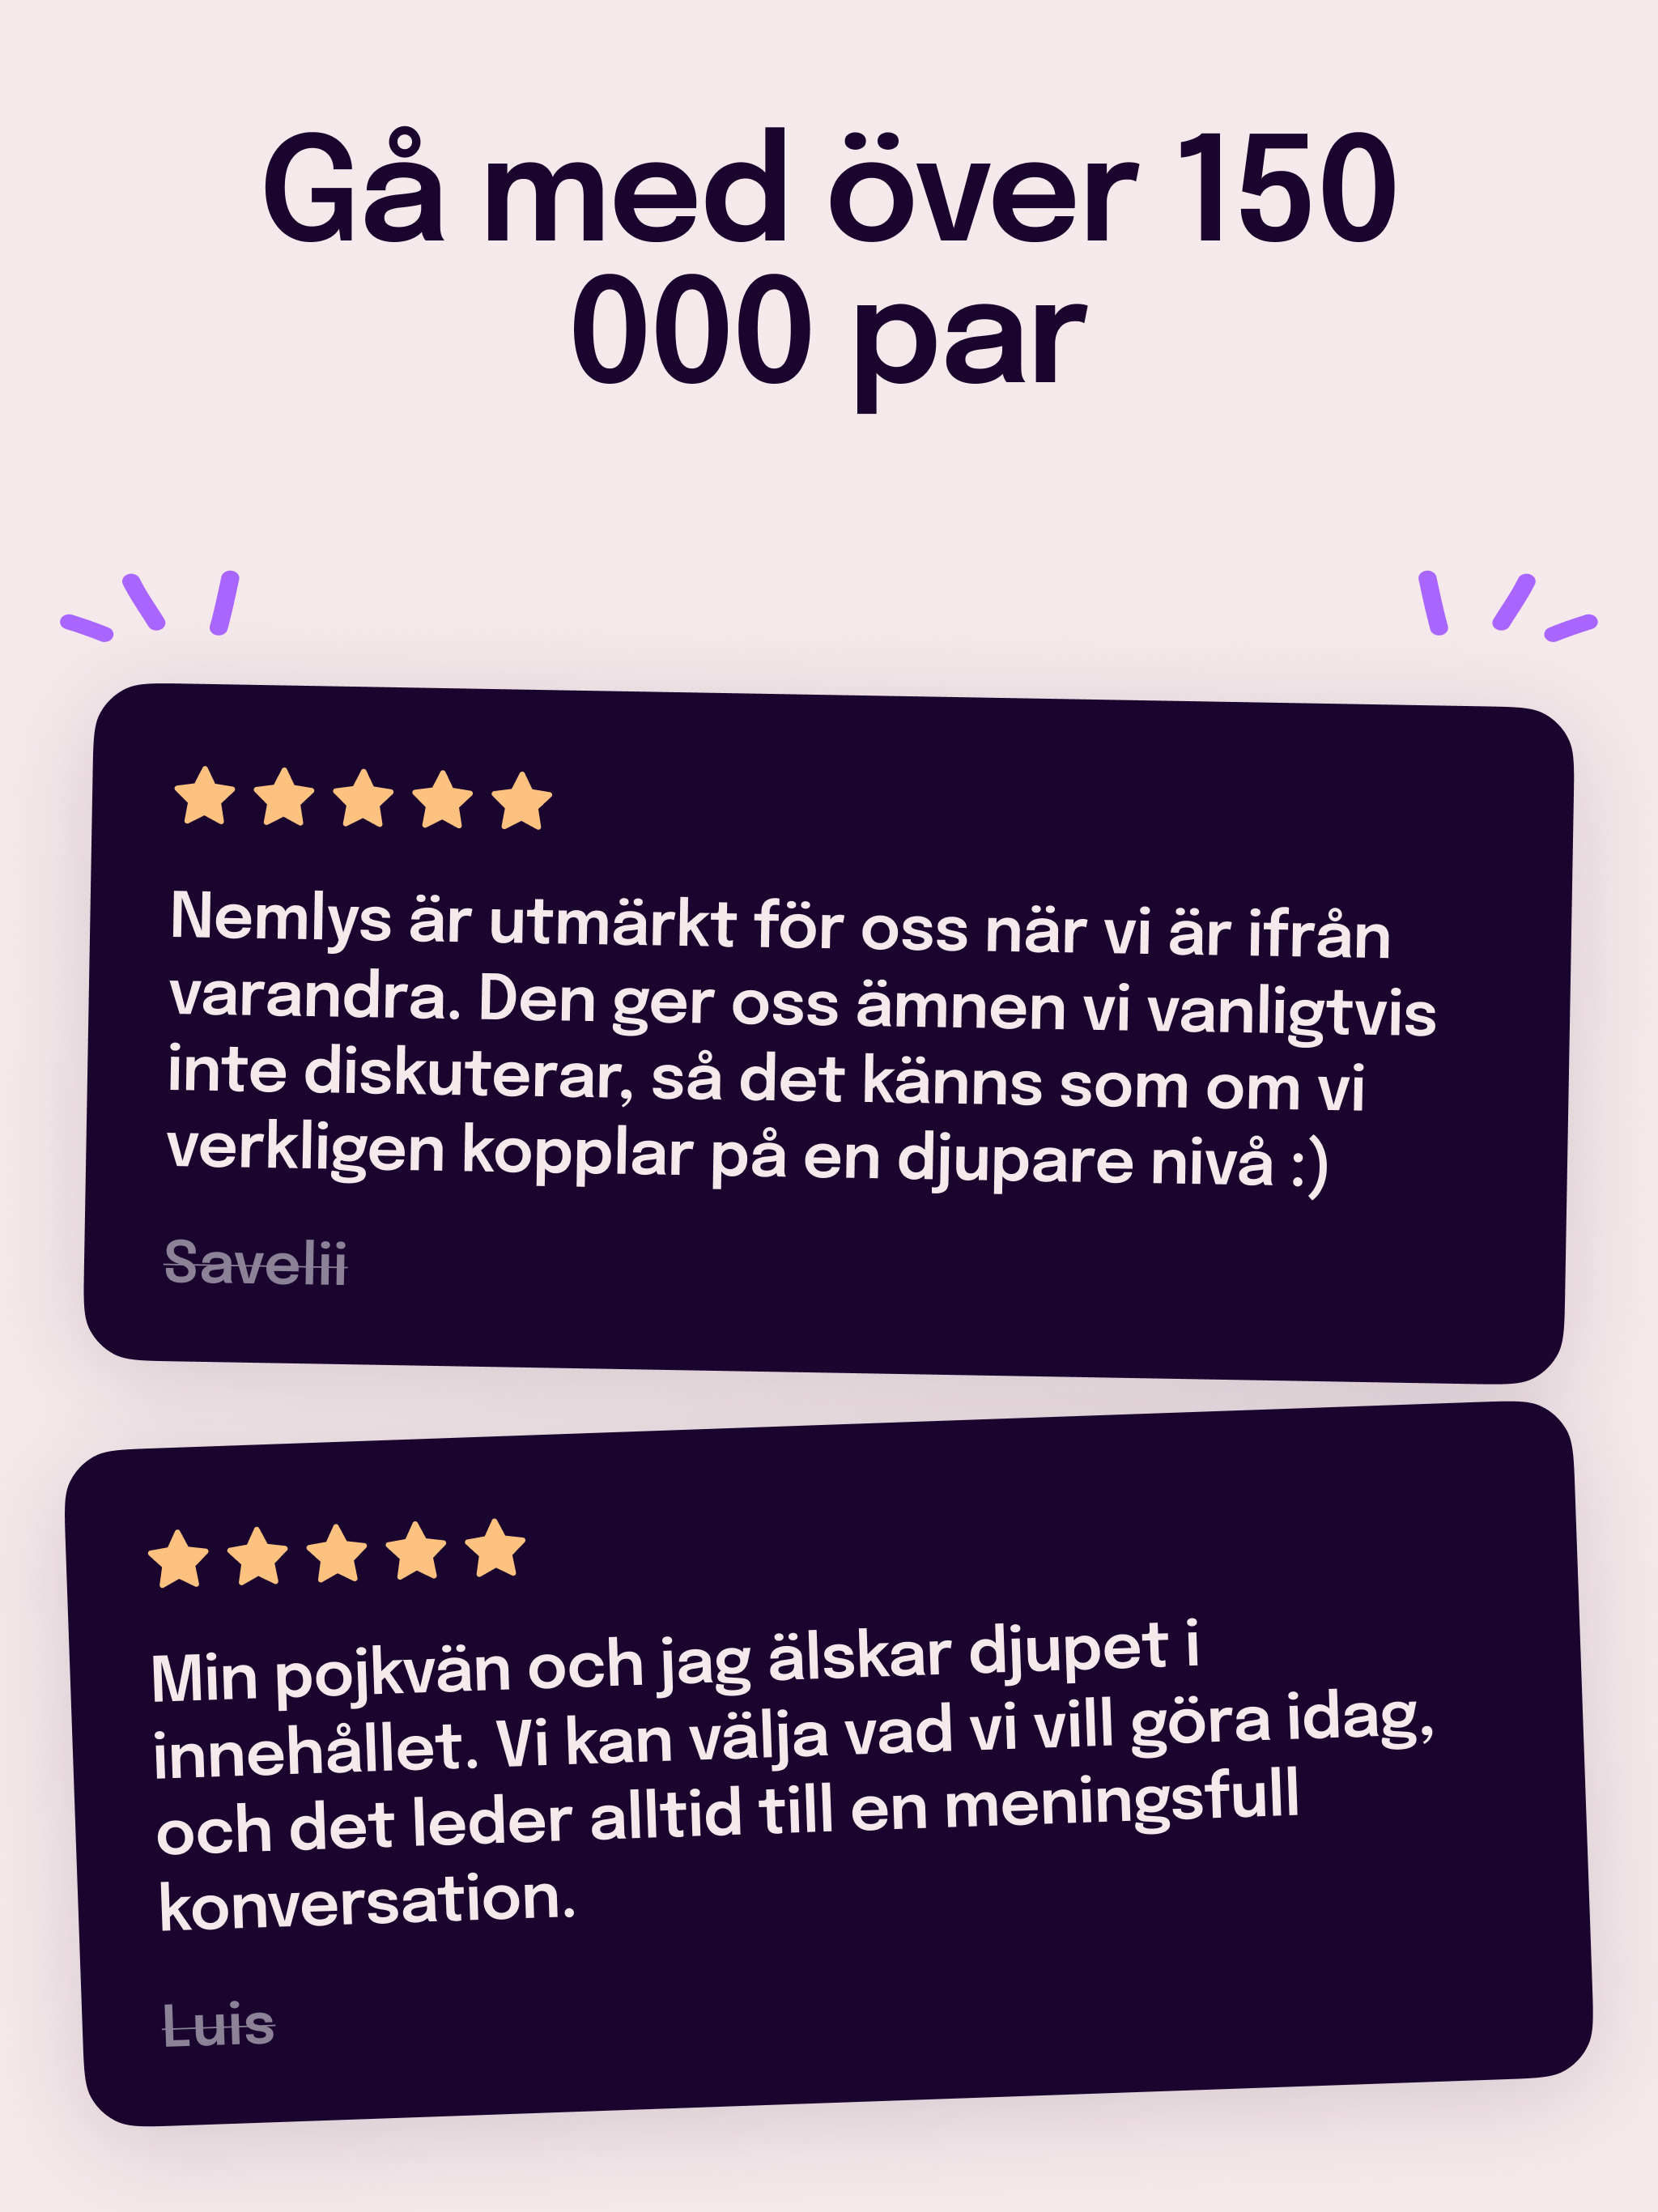 Gå med över 150
000 par
Nemlys är utmärkt för oss när vi är ifrån
varandra. Den ger oss ämnen vi vanligtvis
inte diskuterar, så det känns som om vi
verkligen kopplar på en djupare nivå :)
Savelii
Min pojkvän och jag älskar djupet i
innehållet. Vi kan välja vad vi vill göra idag,
och det leder alltid till en meningsfull
konversation.
Luis